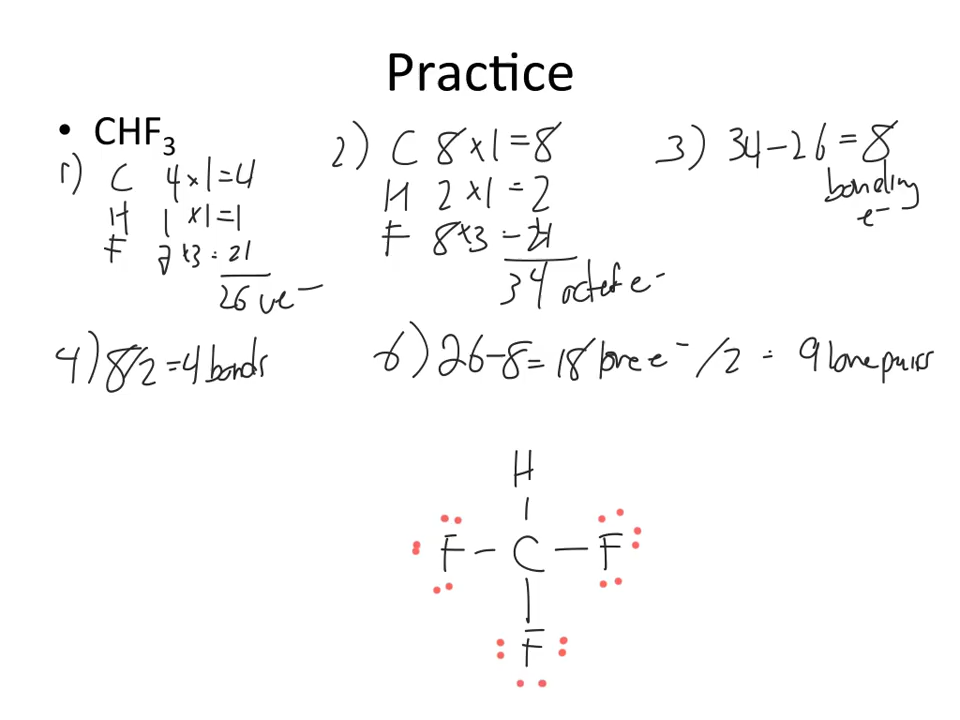 Practice
• CHF3
1) C 4 × 1 = 4
H 1 × 1 = 1
F 7 × 3 = 21
26 ve⁻
2) C 8 × 1 = 8
H 2 × 1 = 2
F 8 × 3 = 24
34 octet e⁻
3) 34 − 26 = 8
bonding
e⁻
4) 8/2 = 4 bonds
6) 26 − 8 = 18 lone e⁻ /2 = 9 lone pairs
H
F − C − F
F